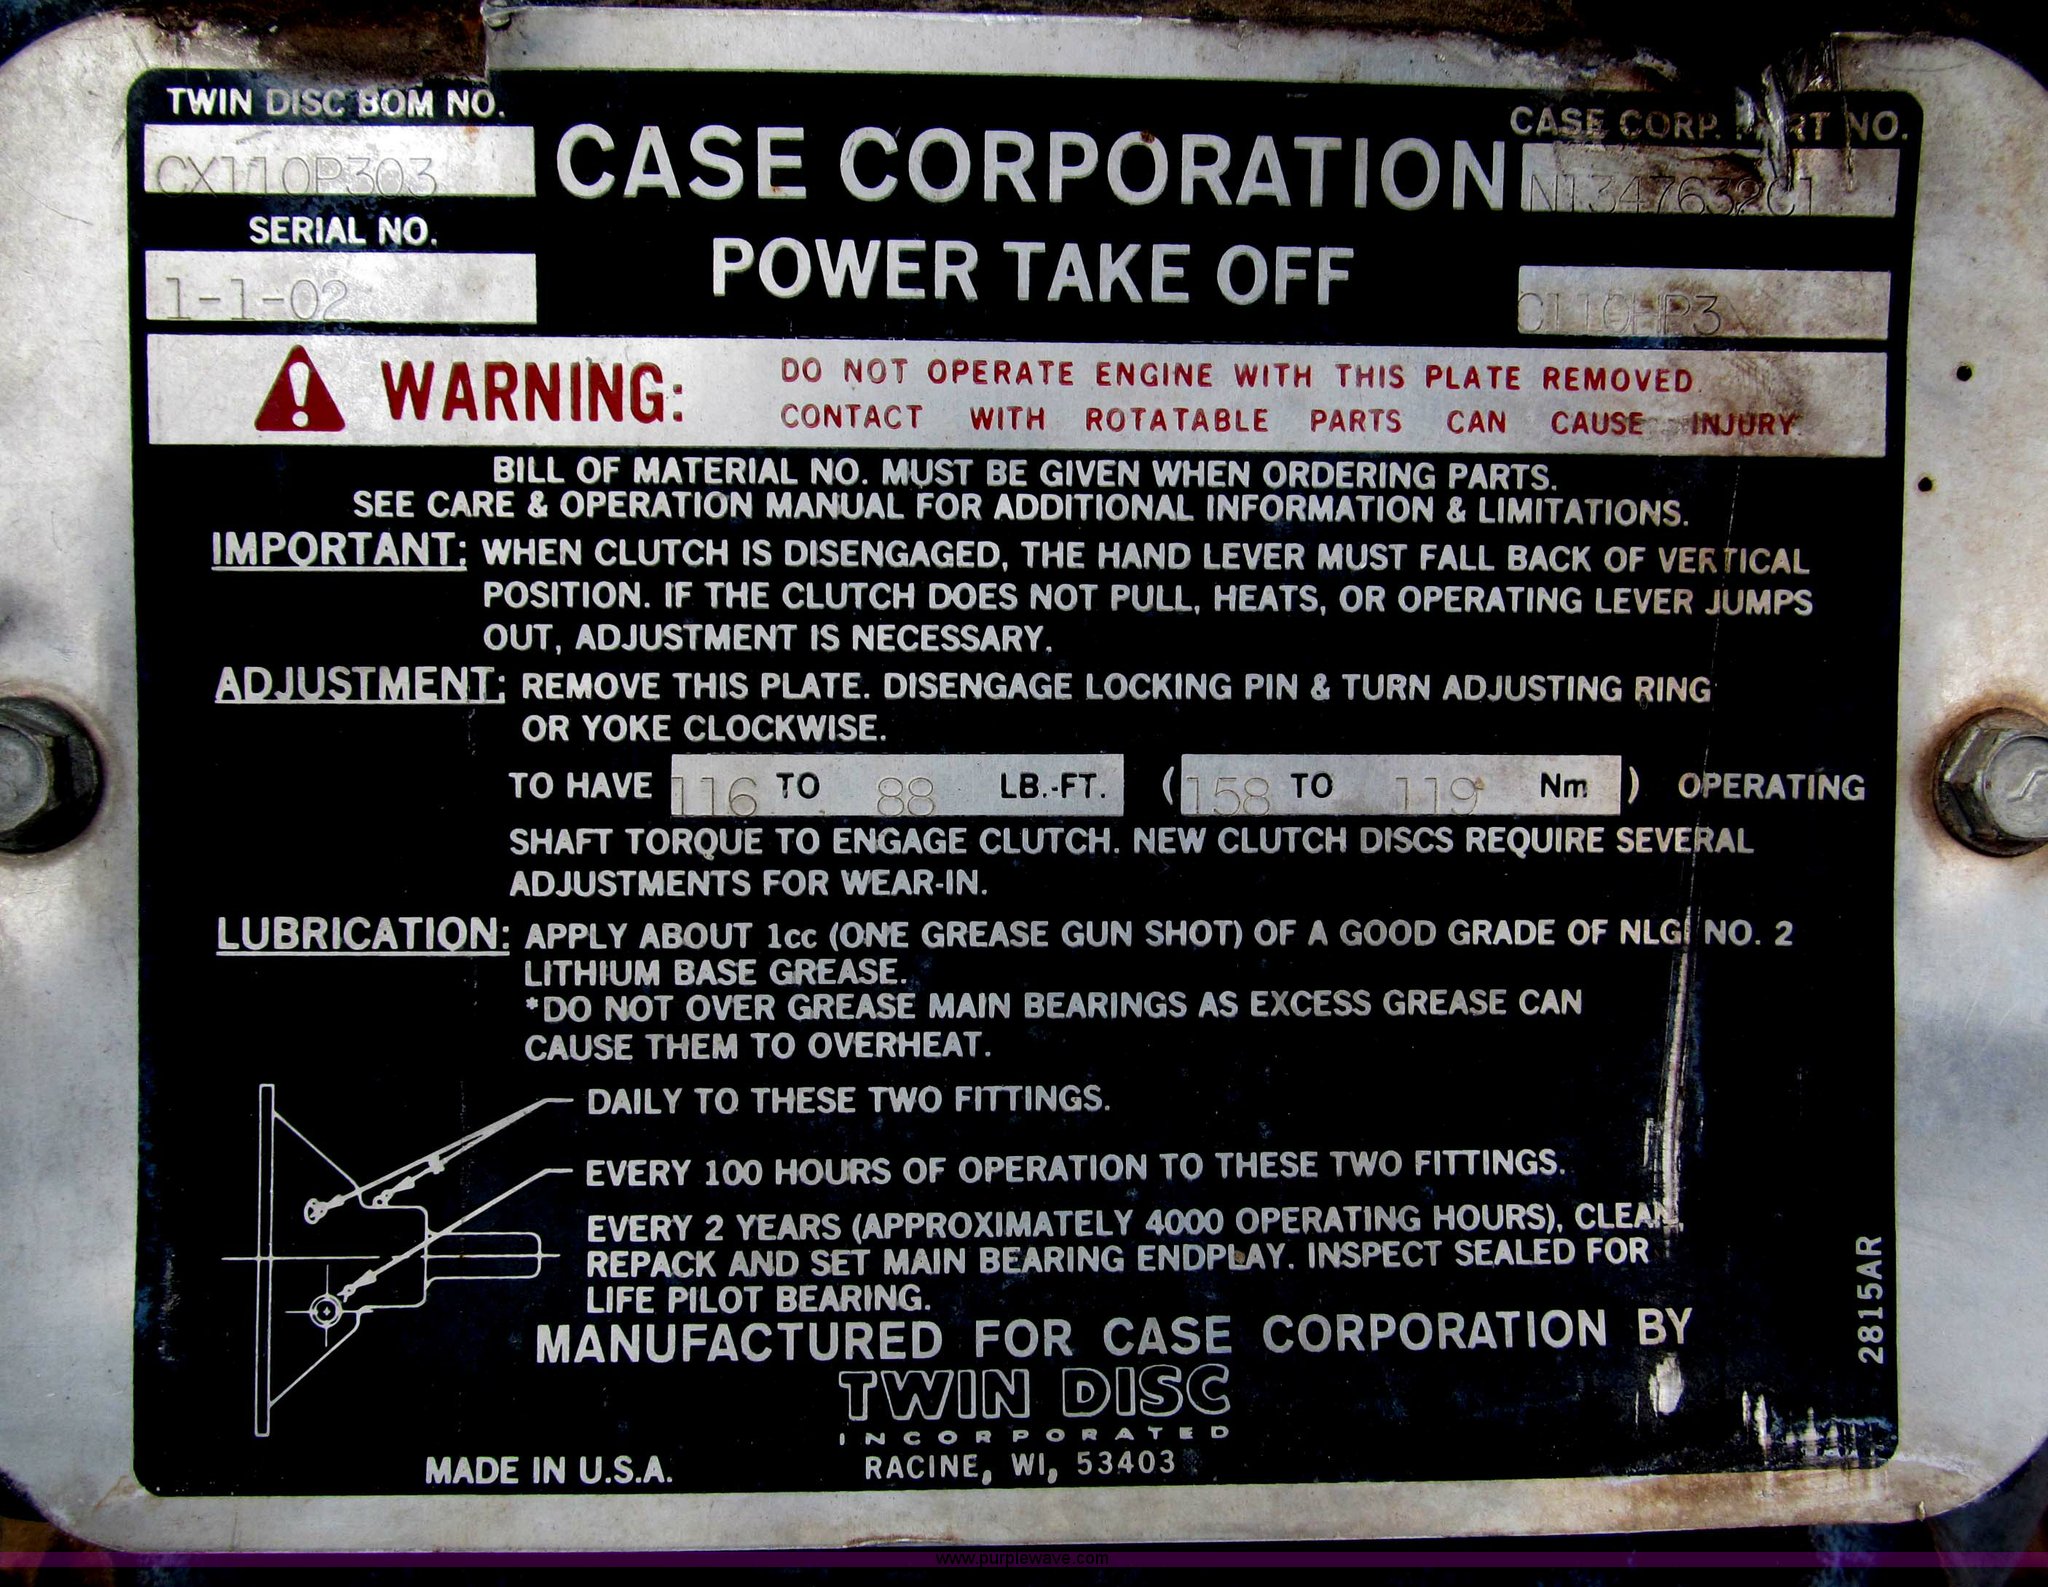 TWIN DISC BOM NO.
CX110P303
SERIAL NO.
1-1-02
CASE CORPORATION
POWER TAKE OFF
CASE CORP. PART NO.
N1347632C1
C110HP3
WARNING:
DO NOT OPERATE ENGINE WITH THIS PLATE REMOVED
CONTACT WITH ROTATABLE PARTS CAN CAUSE INJURY
BILL OF MATERIAL NO. MUST BE GIVEN WHEN ORDERING PARTS.
SEE CARE & OPERATION MANUAL FOR ADDITIONAL INFORMATION & LIMITATIONS.
IMPORTANT: WHEN CLUTCH IS DISENGAGED, THE HAND LEVER MUST FALL BACK OF VERTICAL
POSITION. IF THE CLUTCH DOES NOT PULL, HEATS, OR OPERATING LEVER JUMPS
OUT, ADJUSTMENT IS NECESSARY.
ADJUSTMENT: REMOVE THIS PLATE. DISENGAGE LOCKING PIN & TURN ADJUSTING RING
OR YOKE CLOCKWISE.
TO HAVE 116 TO 88 LB.-FT. (158 TO 119 Nm) OPERATING
SHAFT TORQUE TO ENGAGE CLUTCH. NEW CLUTCH DISCS REQUIRE SEVERAL
ADJUSTMENTS FOR WEAR-IN.
LUBRICATION: APPLY ABOUT 1cc (ONE GREASE GUN SHOT) OF A GOOD GRADE OF NLGI NO. 2
LITHIUM BASE GREASE.
*DO NOT OVER GREASE MAIN BEARINGS AS EXCESS GREASE CAN
CAUSE THEM TO OVERHEAT.
DAILY TO THESE TWO FITTINGS.
EVERY 100 HOURS OF OPERATION TO THESE TWO FITTINGS.
EVERY 2 YEARS (APPROXIMATELY 4000 OPERATING HOURS), CLEAN,
REPACK AND SET MAIN BEARING ENDPLAY. INSPECT SEALED FOR
LIFE PILOT BEARING.
MANUFACTURED FOR CASE CORPORATION BY
TWIN DISC
INCORPORATED
RACINE, WI, 53403
MADE IN U.S.A.
2815AR
www.purplewave.com